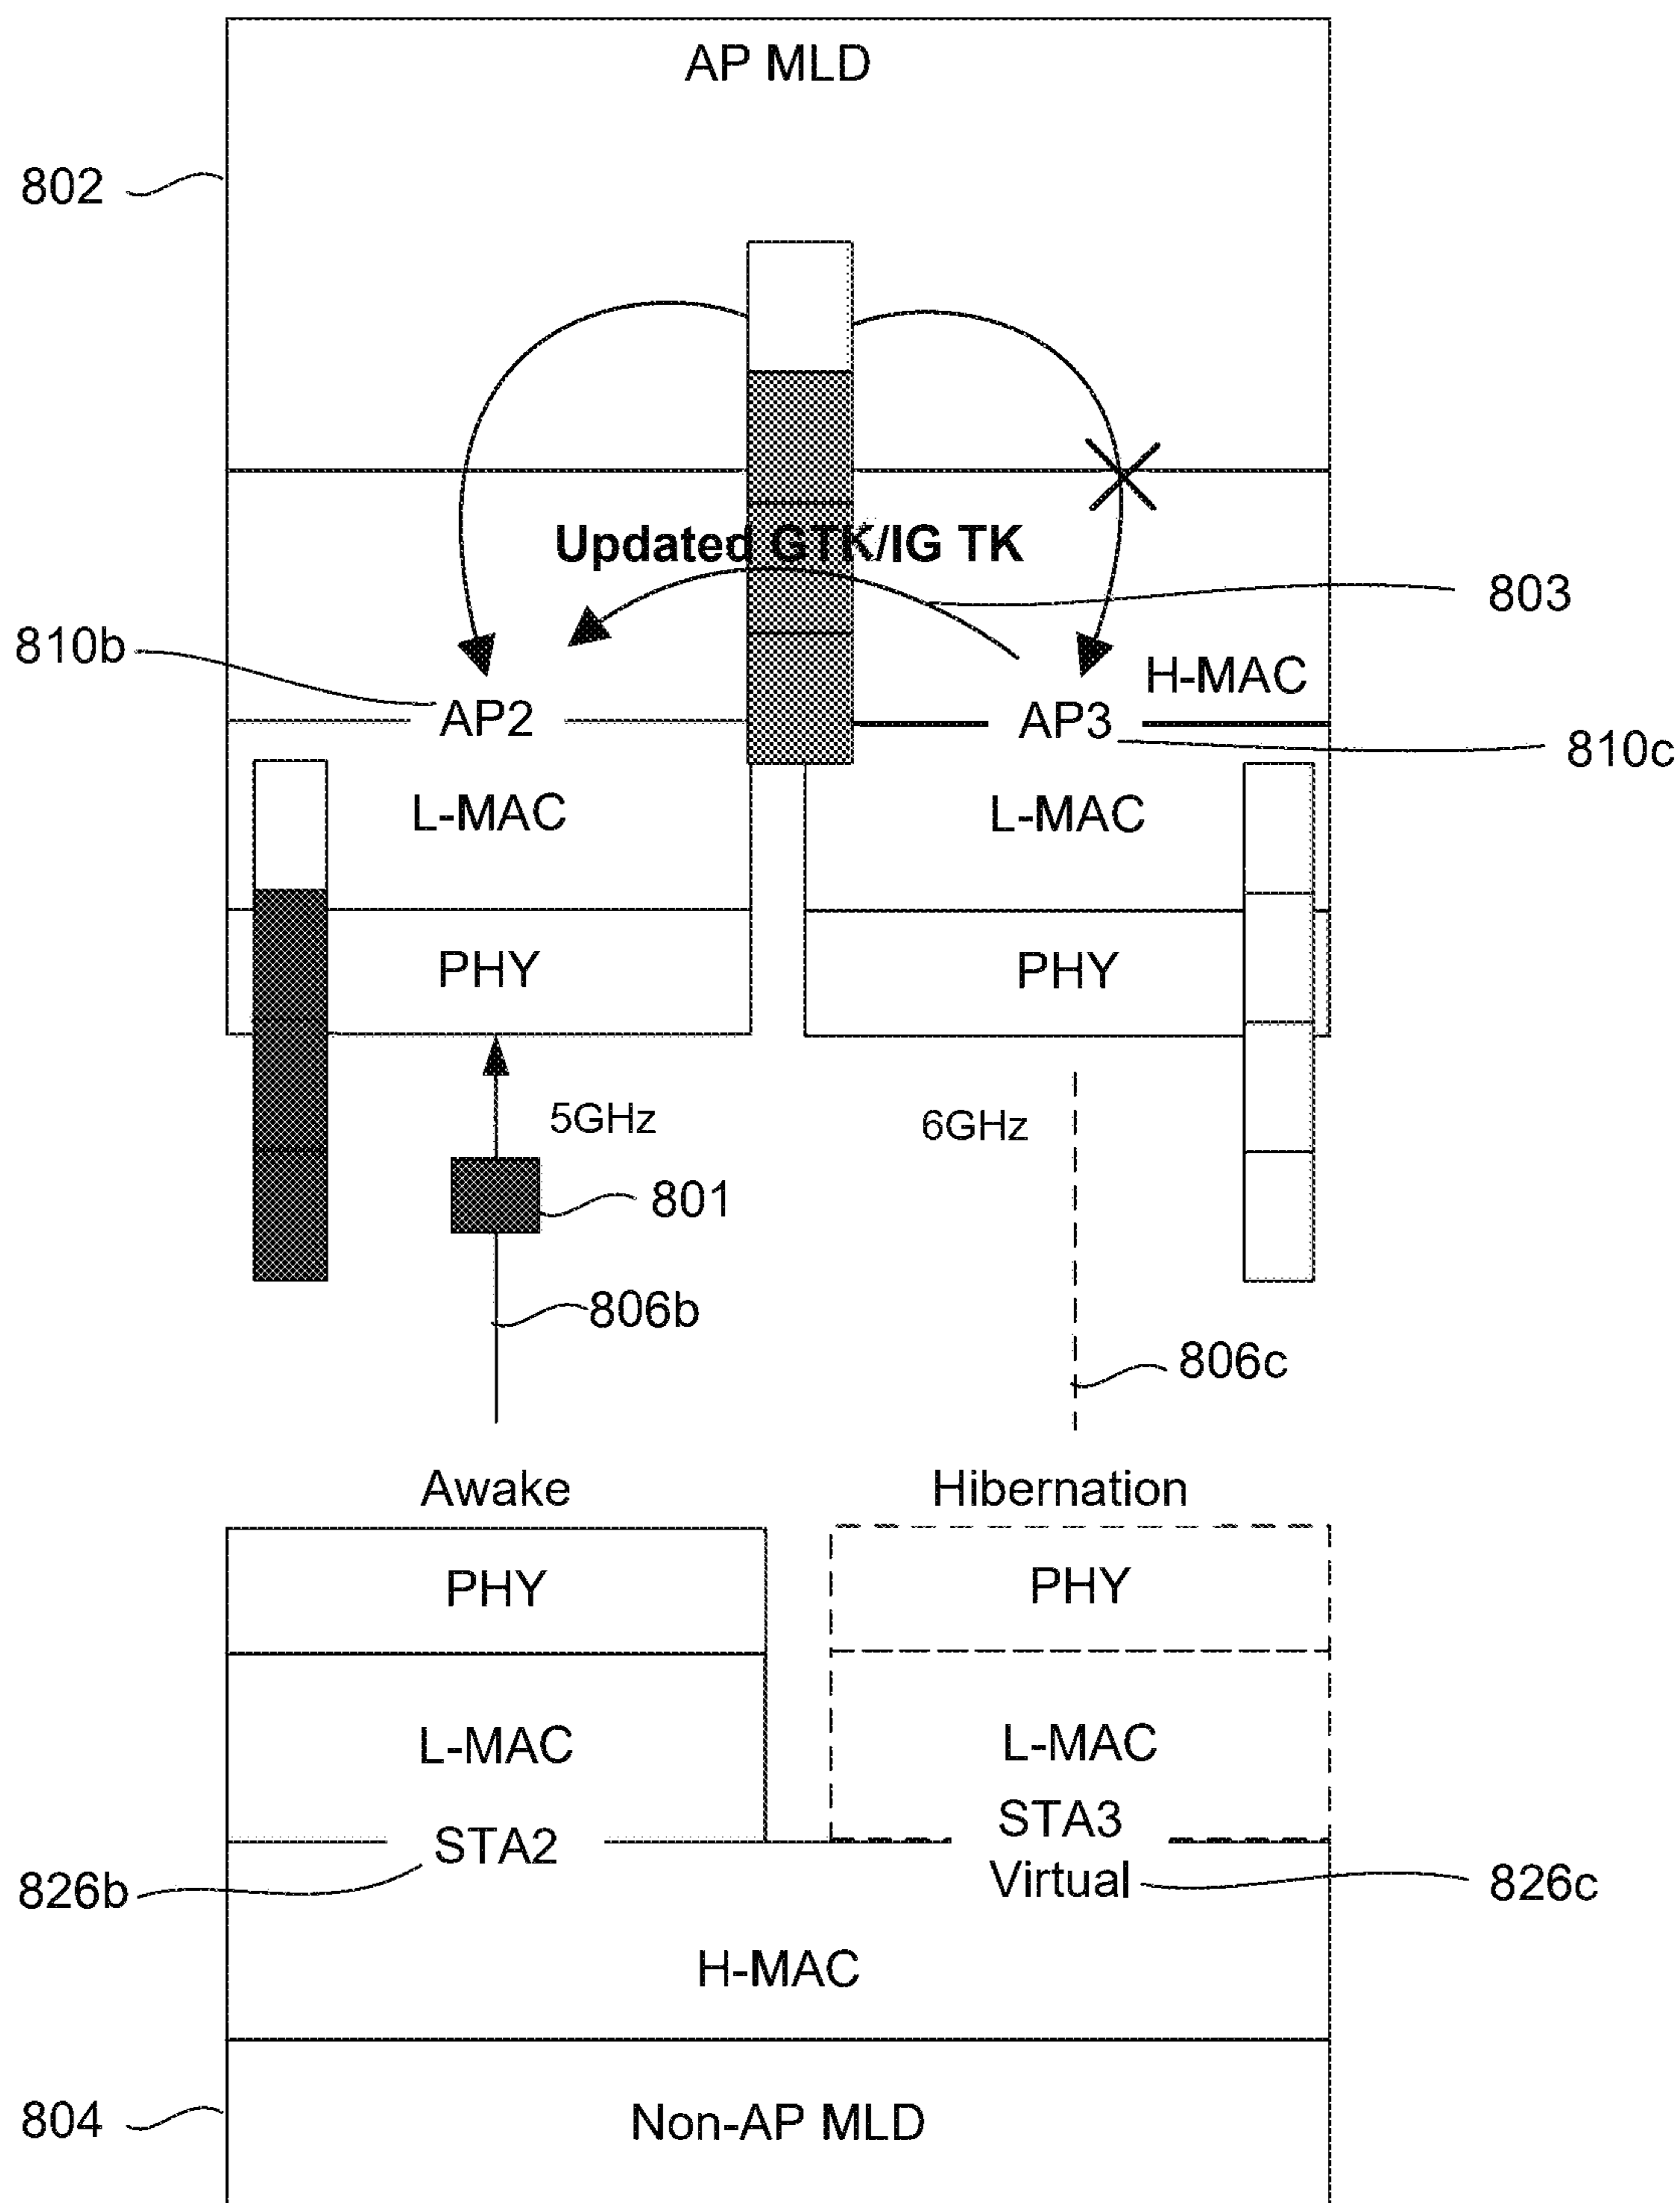 AP MLD
802
Updated GTK/IG TK
803
810b
H-MAC
AP2
AP3
810c
L-MAC
L-MAC
PHY
PHY
5GHz
6GHz
801
806b
806c
Awake
Hibernation
PHY
PHY
L-MAC
L-MAC
STA3
STA2
Virtual
826b
826c
H-MAC
804
Non-AP MLD